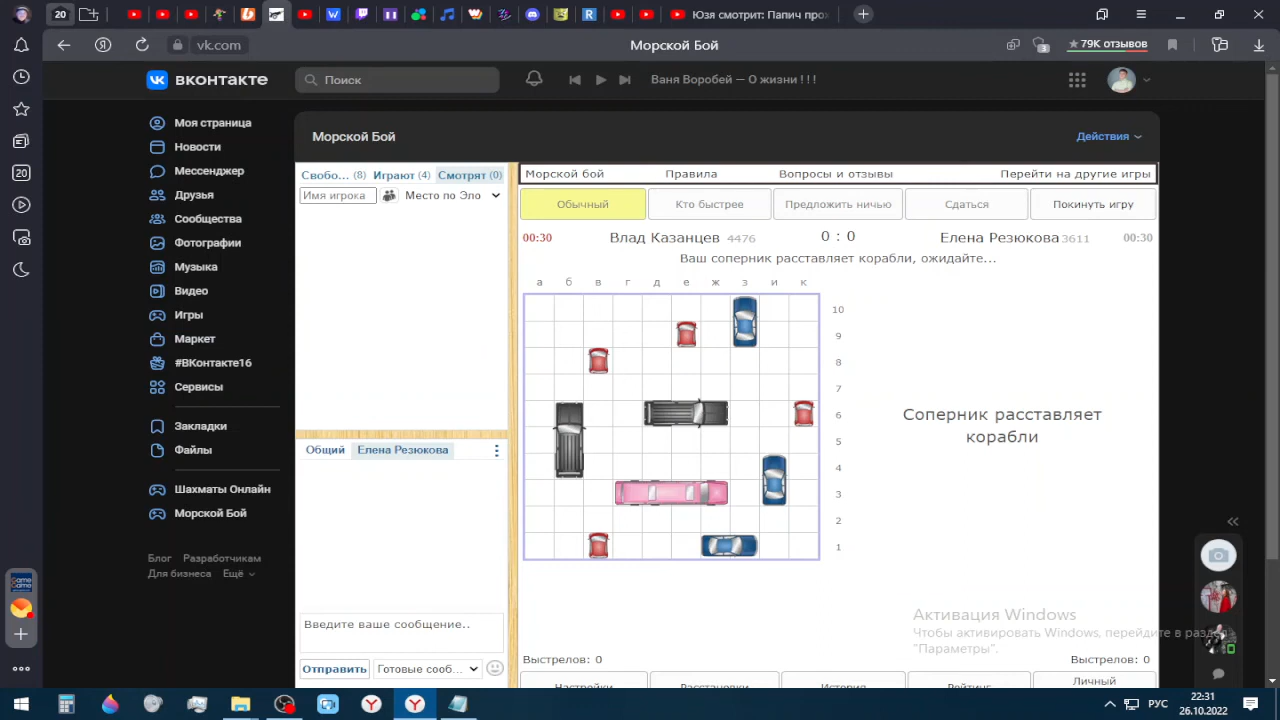 20
Юзя смотрит: Папич прох
vk.com
Морской Бой
79К отзывов
вконтакте
Поиск
Ваня Воробей — О жизни ! ! !
20
Моя страница
Новости
Мессенджер
Друзья
Сообщества
Фотографии
Музыка
Видео
Игры
Маркет
#ВКонтакте16
Сервисы
Закладки
Файлы
Шахматы Онлайн
Морской Бой
Блог Разработчикам
Для бизнеса Ещё
Морской Бой
Действия
Свобо... (8) Играют (4) Смотрят (0)
Имя игрока Место по Эло
Общий Елена Резюкова
Введите ваше сообщение..
Отправить Готовые сооб...
Морской бой Правила Вопросы и отзывы Перейти на другие игры
Обычный Кто быстрее Предложить ничью Сдаться Покинуть игру
00:30 Влад Казанцев 4476 0 : 0 Елена Резюкова 3611 00:30
Ваш соперник расставляет корабли, ожидайте...
а б в г д е ж з и к
10
9
8
7
6
5
4
3
2
1
Соперник расставляет
корабли
Активация Windows
Чтобы активировать Windows, перейдите в раздел
"Параметры".
Выстрелов: 0 Выстрелов: 0
Настройки Расстановки История Рейтинг Личный
РУС
22:31
26.10.2022